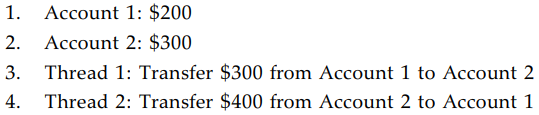 1. Account 1: $200
2. Account 2: $300
3. Thread 1: Transfer $300 from Account 1 to Account 2
4. Thread 2: Transfer $400 from Account 2 to Account 1